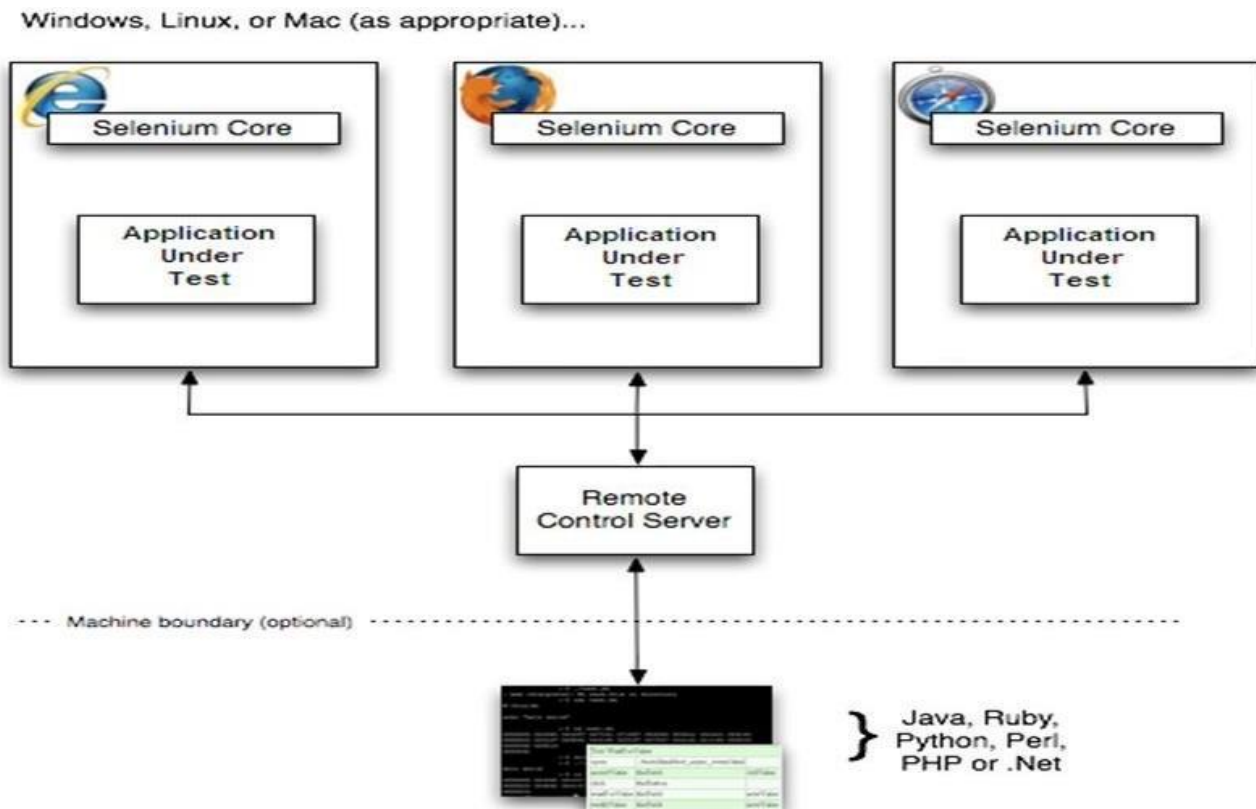 Windows, Linux, or Mac (as appropriate)...
Selenium Core
Application
Under
Test
Selenium Core
Application
Under
Test
Selenium Core
Application
Under
Test
Remote
Control Server
Machine boundary (optional)
Java, Ruby,
Python, Perl,
PHP or .Net